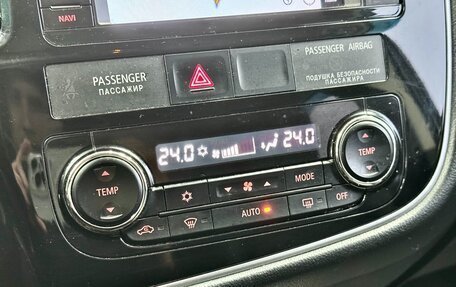 NAVI
PASSENGER
ПАССАЖИР
PASSENGER AIRBAG
ПОДУШКА БЕЗОПАСНОСТИ
ПАССАЖИРА
24.0 24.0
TEMP
TEMP
MODE
AUTO
OFF